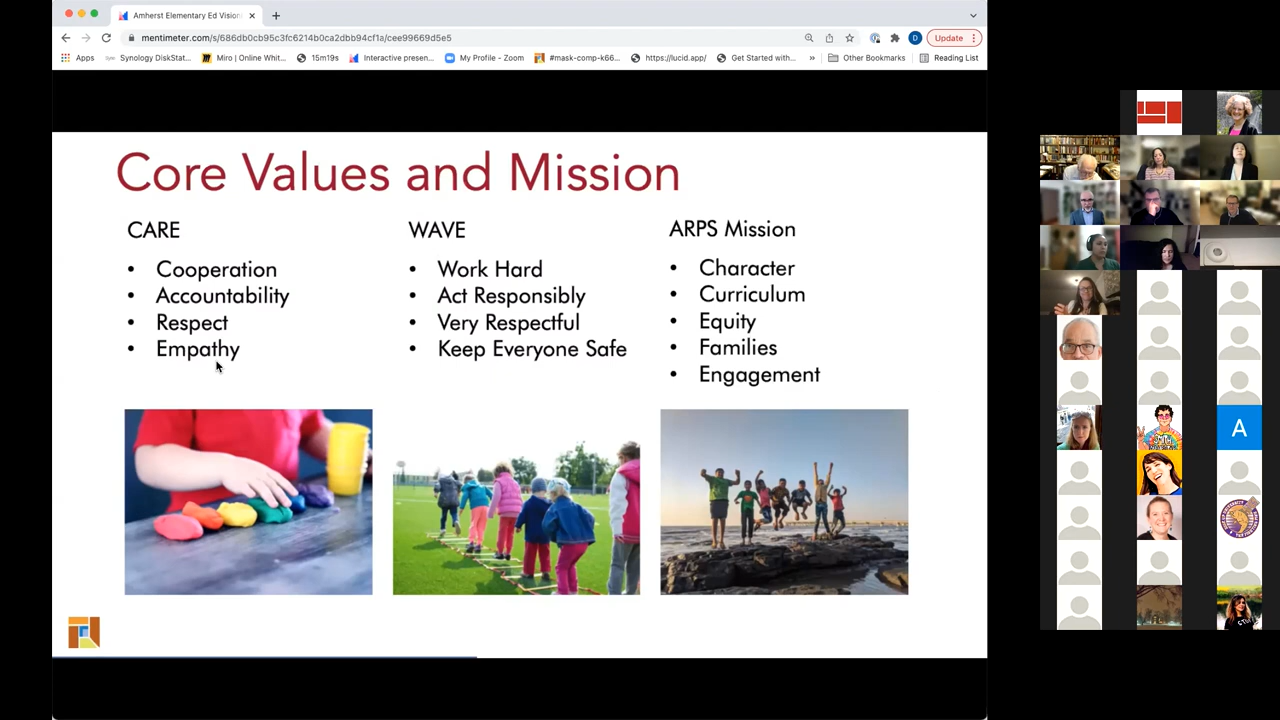 Amherst Elementary Ed Vision
mentimeter.com/s/686db0cb95c3fc6214b0ca2dbb94cf1a/cee99669d5e5
D
Update
Apps
Synology DiskStat...
Miro | Online Whit...
15m19s
Interactive presen...
My Profile - Zoom
#mask-comp-k66...
https://lucid.app/
Get Started with...
»
Other Bookmarks
Reading List
Core Values and Mission
CARE
• Cooperation
• Accountability
• Respect
• Empathy
WAVE
• Work Hard
• Act Responsibly
• Very Respectful
• Keep Everyone Safe
ARPS Mission
• Character
• Curriculum
• Equity
• Families
• Engagement
A